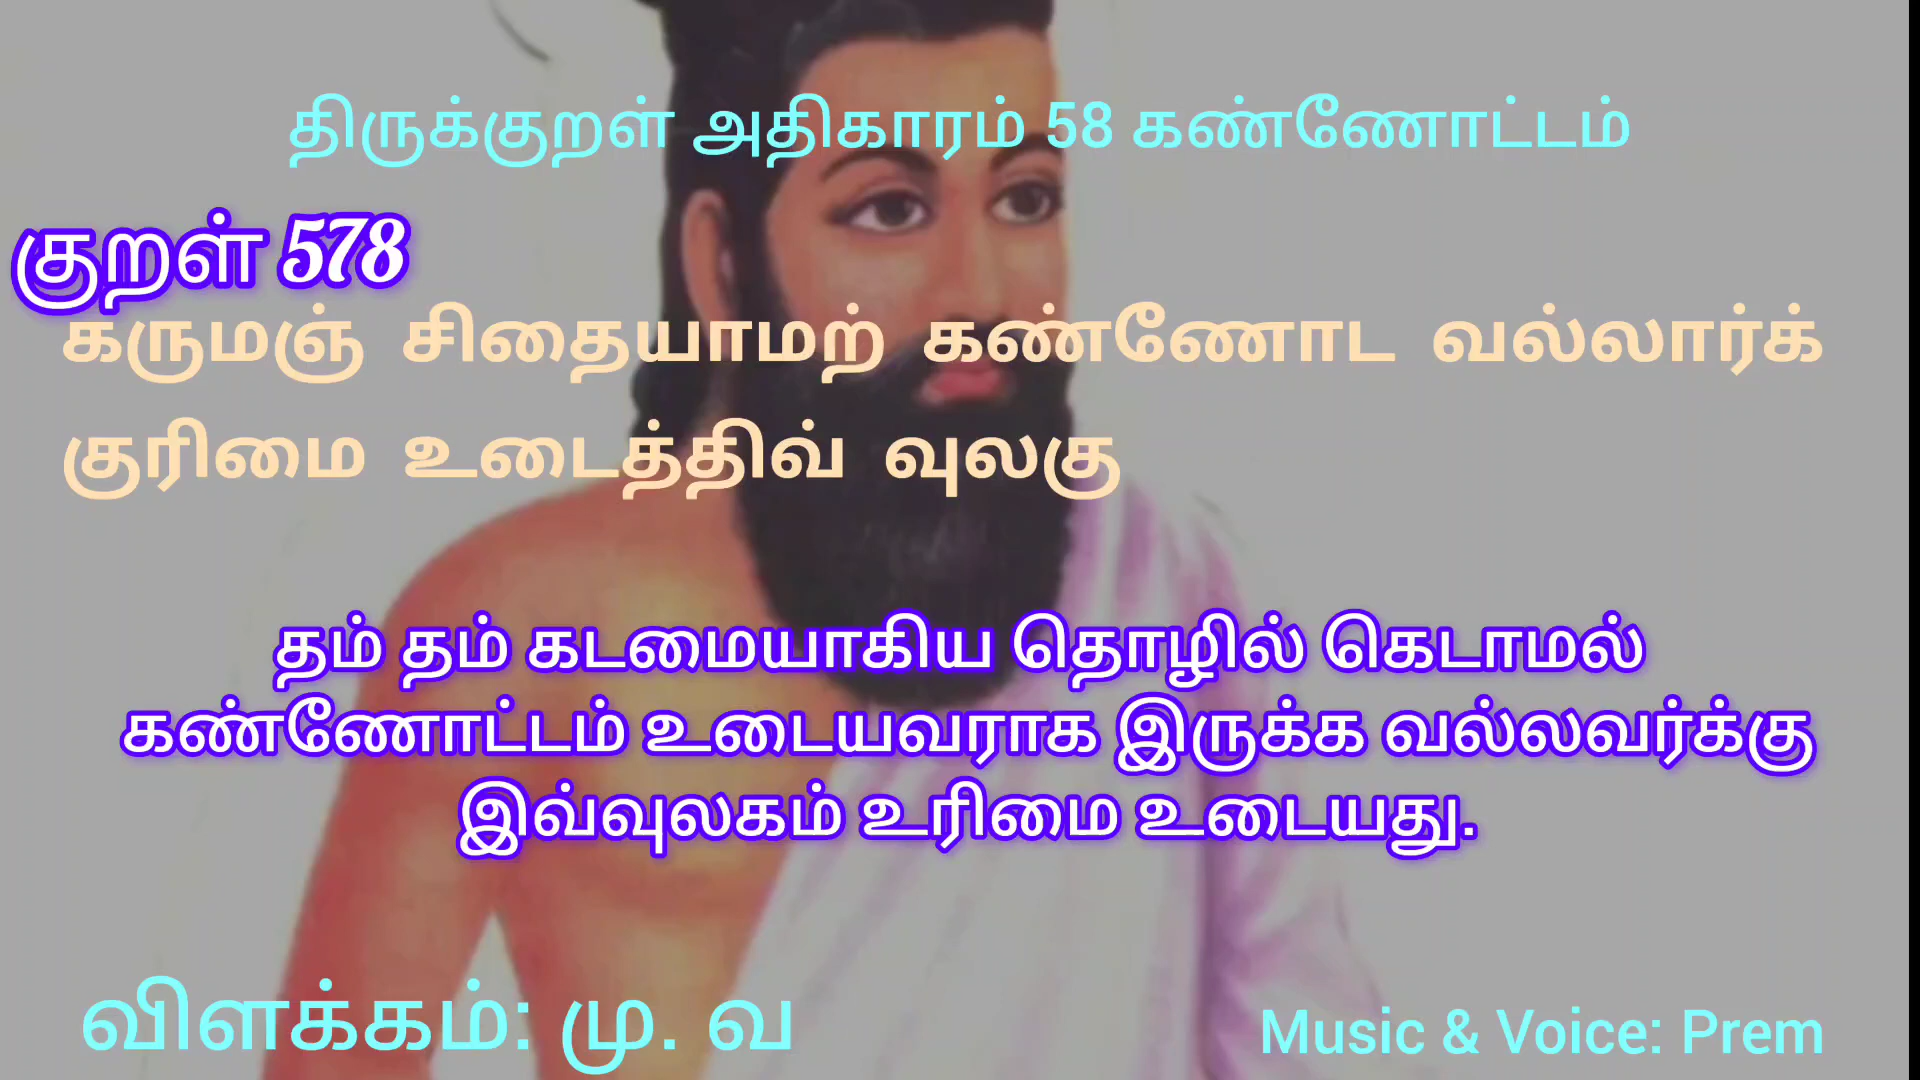 திருக்குறள் அதிகாரம் 58 கண்ணோட்டம்
குறள் 578
கருமஞ் சிதையாமற் கண்ணோட வல்லார்க்
குரிமை உடைத்திவ் வுலகு
தம் தம் கடமையாகிய தொழில் கெடாமல்
கண்ணோட்டம் உடையவராக இருக்க வல்லவர்க்கு
இவ்வுலகம் உரிமை உடையது.
விளக்கம்: மு. வ
Music & Voice: Prem